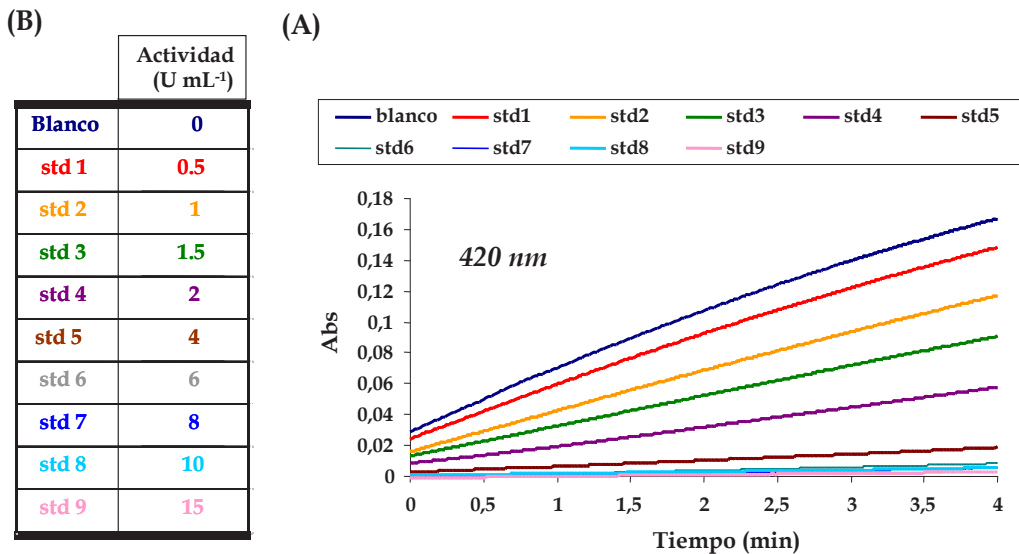 (B)
Actividad
(U mL-1)
Blanco 0
std 1 0.5
std 2 1
std 3 1.5
std 4 2
std 5 4
std 6 6
std 7 8
std 8 10
std 9 15
(A)
blanco std1 std2 std3 std4 std5
std6 std7 std8 std9
0,18
0,16
0,14
0,12
0,1
0,08
0,06
0,04
0,02
0
Abs
420 nm
0 0,5 1 1,5 2 2,5 3 3,5 4
Tiempo (min)